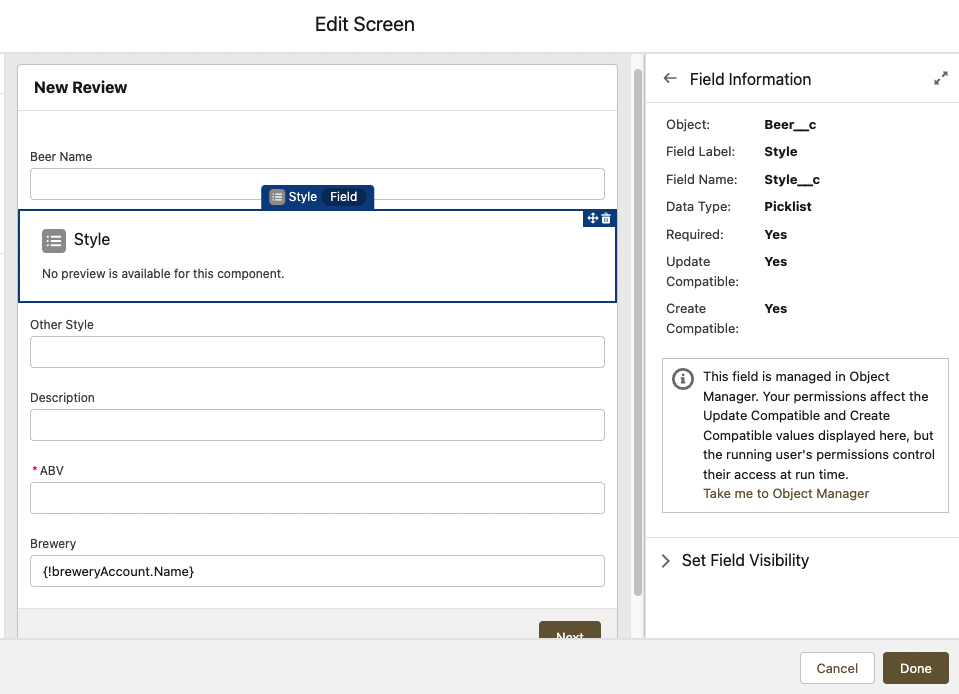 Edit Screen
New Review
Beer Name
Style Field
Style
No preview is available for this component.
Other Style
Description
* ABV
Brewery
{!breweryAccount.Name}
Next
Field Information
Object: Beer__c
Field Label: Style
Field Name: Style__c
Data Type: Picklist
Required: Yes
Update Yes
Compatible:
Create Yes
Compatible:
This field is managed in Object
Manager. Your permissions affect the
Update Compatible and Create
Compatible values displayed here, but
the running user's permissions control
their access at run time.
Take me to Object Manager
Set Field Visibility
Cancel
Done